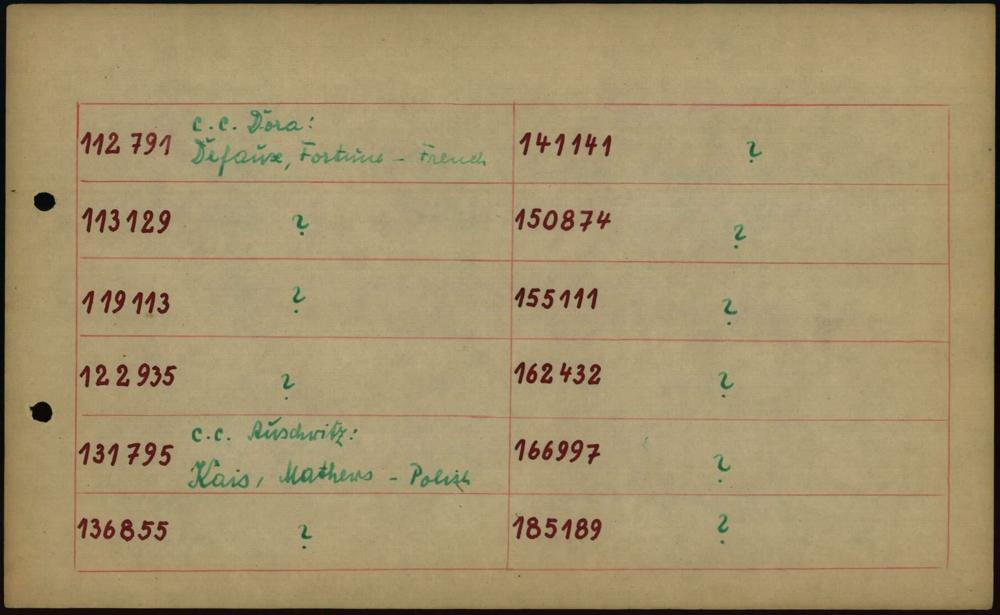 112 791 c.c. Dora:
Defaux, Fortune - French
113129 ?
119113 ?
122935 ?
131795 c.c. Auschwitz:
Kais, Mathews - Polish
136855 ?
141141 ?
150874 ?
155111 ?
162432 ?
166997 ?
185189 ?